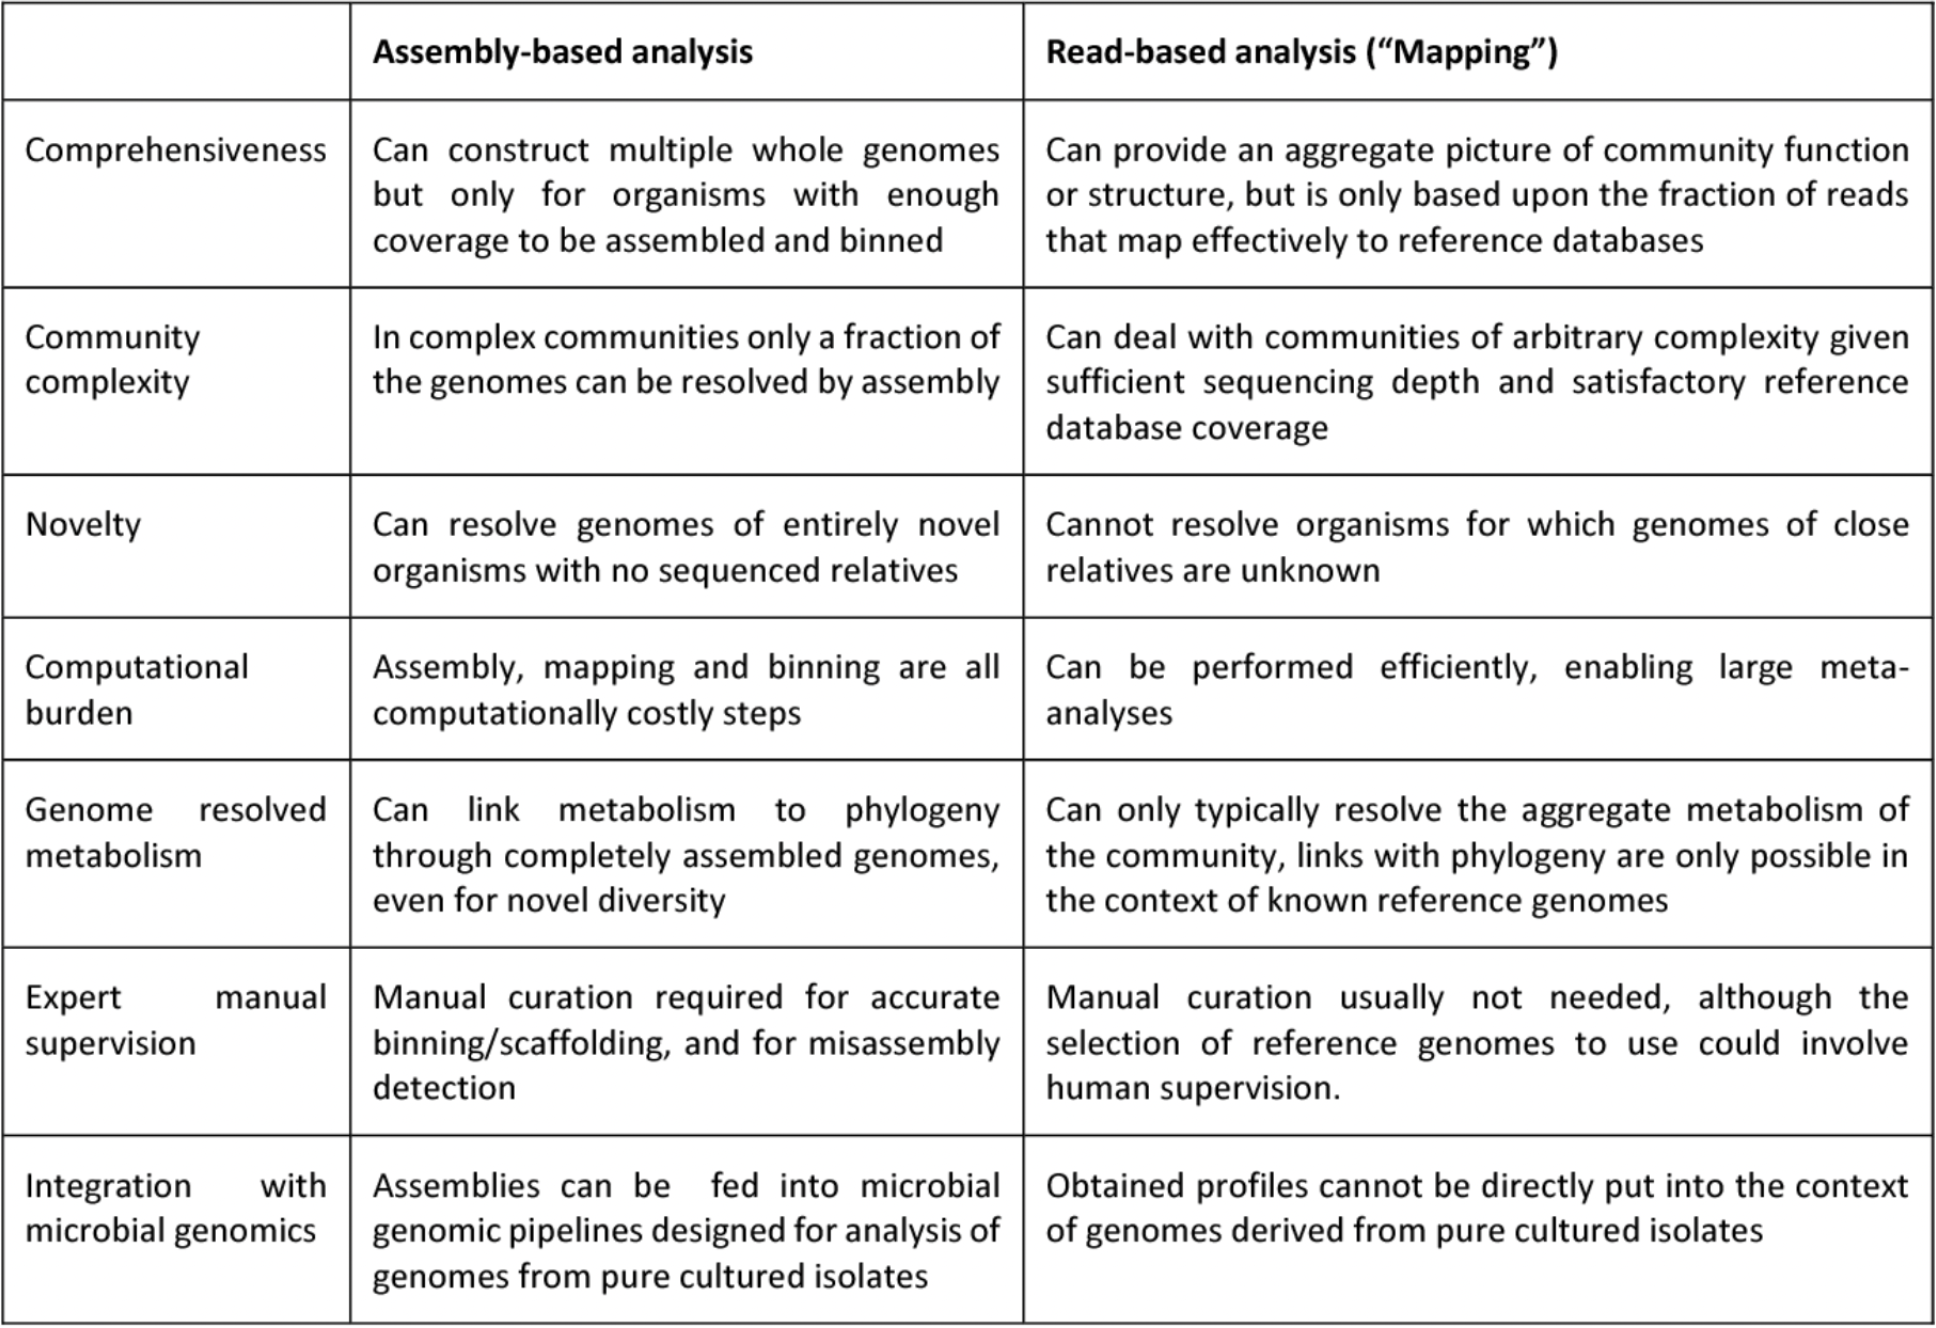 Assembly-based analysis
Read-based analysis (“Mapping”)
Comprehensiveness
Can construct multiple whole genomes
but only for organisms with enough
coverage to be assembled and binned
Can provide an aggregate picture of community function
or structure, but is only based upon the fraction of reads
that map effectively to reference databases
Community
complexity
In complex communities only a fraction of
the genomes can be resolved by assembly
Can deal with communities of arbitrary complexity given
sufficient sequencing depth and satisfactory reference
database coverage
Novelty
Can resolve genomes of entirely novel
organisms with no sequenced relatives
Cannot resolve organisms for which genomes of close
relatives are unknown
Computational
burden
Assembly, mapping and binning are all
computationally costly steps
Can be performed efficiently, enabling large meta-
analyses
Genome resolved
metabolism
Can link metabolism to phylogeny
through completely assembled genomes,
even for novel diversity
Can only typically resolve the aggregate metabolism of
the community, links with phylogeny are only possible in
the context of known reference genomes
Expert manual
supervision
Manual curation required for accurate
binning/scaffolding, and for misassembly
detection
Manual curation usually not needed, although the
selection of reference genomes to use could involve
human supervision.
Integration with
microbial genomics
Assemblies can be fed into microbial
genomic pipelines designed for analysis of
genomes from pure cultured isolates
Obtained profiles cannot be directly put into the context
of genomes derived from pure cultured isolates